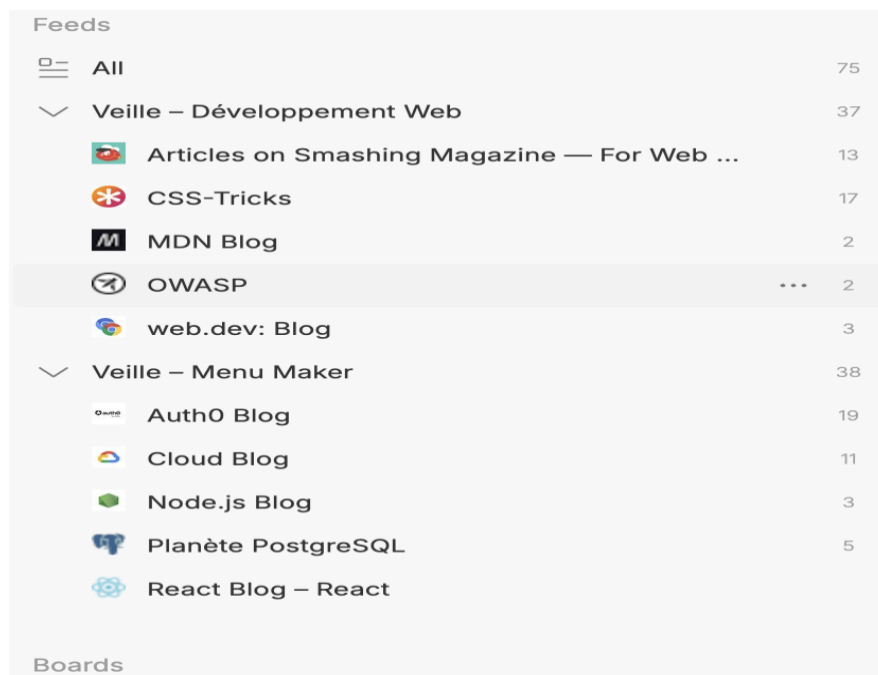 Feeds
All 75
Veille – Développement Web 37
Articles on Smashing Magazine — For Web ... 13
CSS-Tricks 17
MDN Blog 2
OWASP ... 2
web.dev: Blog 3
Veille – Menu Maker 38
Auth0 Blog 19
Cloud Blog 11
Node.js Blog 3
Planète PostgreSQL 5
React Blog – React
Boards